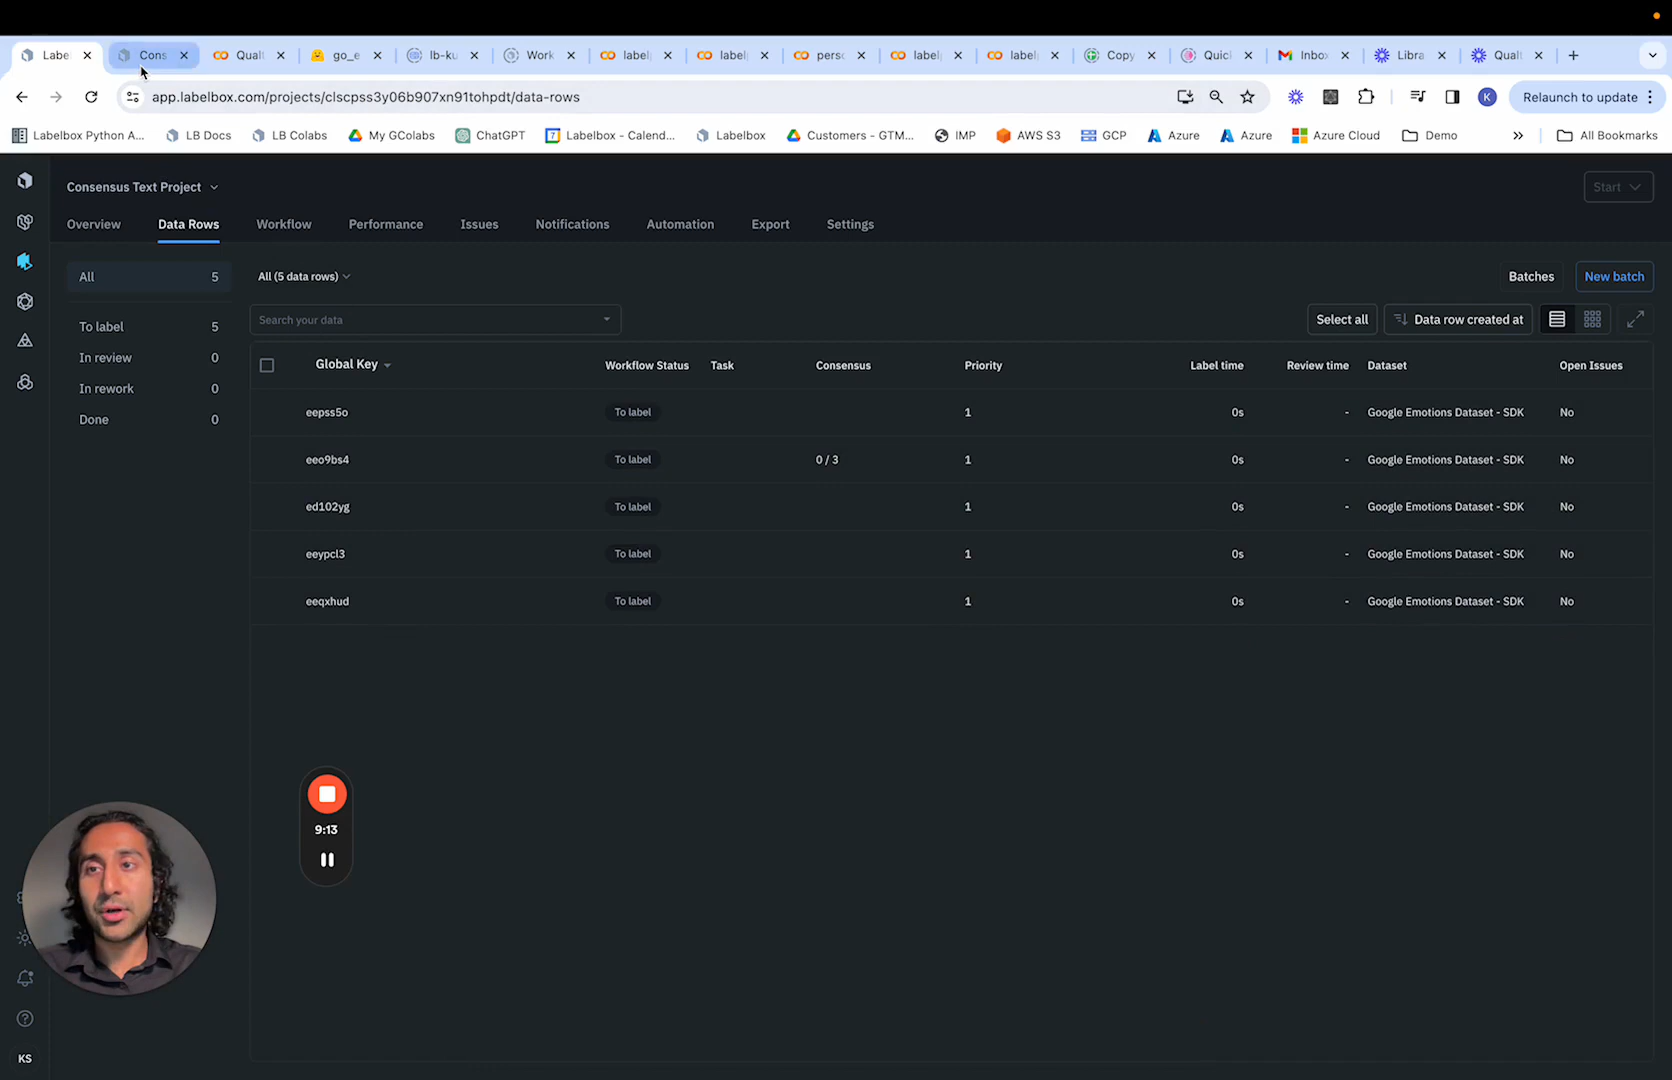 Labe
Cons
Qualt
go_e
lb-ku
Work
label
label
perso
label
label
Copy
Quick
Inbo
Libra
Qualt
app.labelbox.com/projects/clscpss3y06b907xn91tohpdt/data-rows
K
Relaunch to update
Labelbox Python A...
LB Docs
LB Colabs
My GColabs
ChatGPT
Labelbox - Calend...
Labelbox
Customers - GTM...
IMP
AWS S3
GCP
Azure
Azure
Azure Cloud
Demo
All Bookmarks
Consensus Text Project
Start
Overview
Data Rows
Workflow
Performance
Issues
Notifications
Automation
Export
Settings
All 5
All (5 data rows)
Batches
New batch
To label 5
In review 0
In rework 0
Done 0
Search your data
Select all
Data row created at
Global Key Workflow Status Task Consensus Priority Label time Review time Dataset Open Issues
eepss5o To label 1 0s - Google Emotions Dataset - SDK No
eeo9bs4 To label 0 / 3 1 0s - Google Emotions Dataset - SDK No
ed102yg To label 1 0s - Google Emotions Dataset - SDK No
eeypcl3 To label 1 0s - Google Emotions Dataset - SDK No
eeqxhud To label 1 0s - Google Emotions Dataset - SDK No
9:13
KS